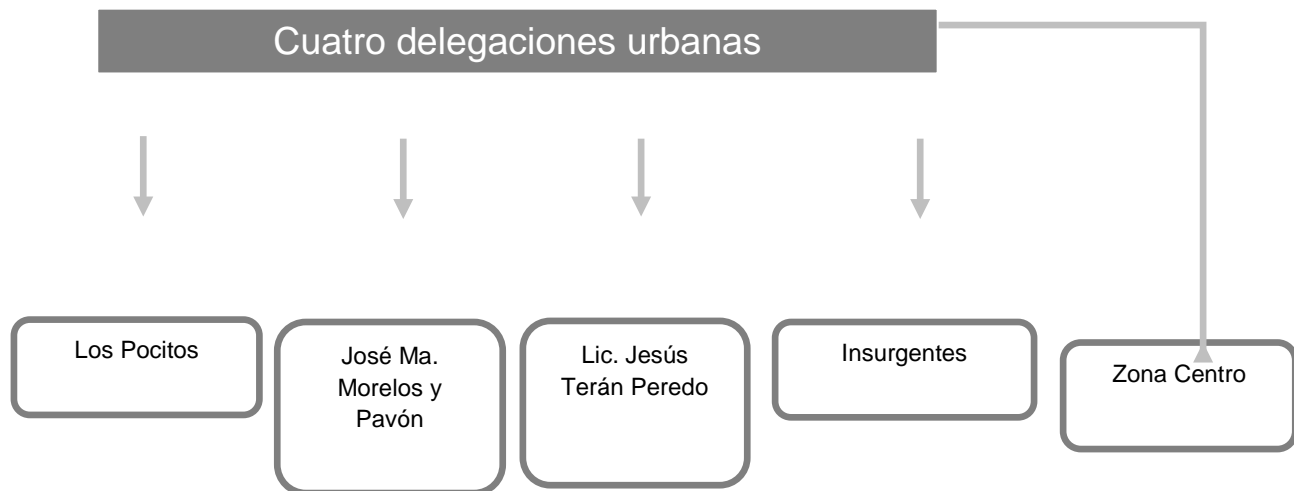 Cuatro delegaciones urbanas
Los Pocitos
José Ma.
Morelos y
Pavón
Lic. Jesús
Terán Peredo
Insurgentes
Zona Centro